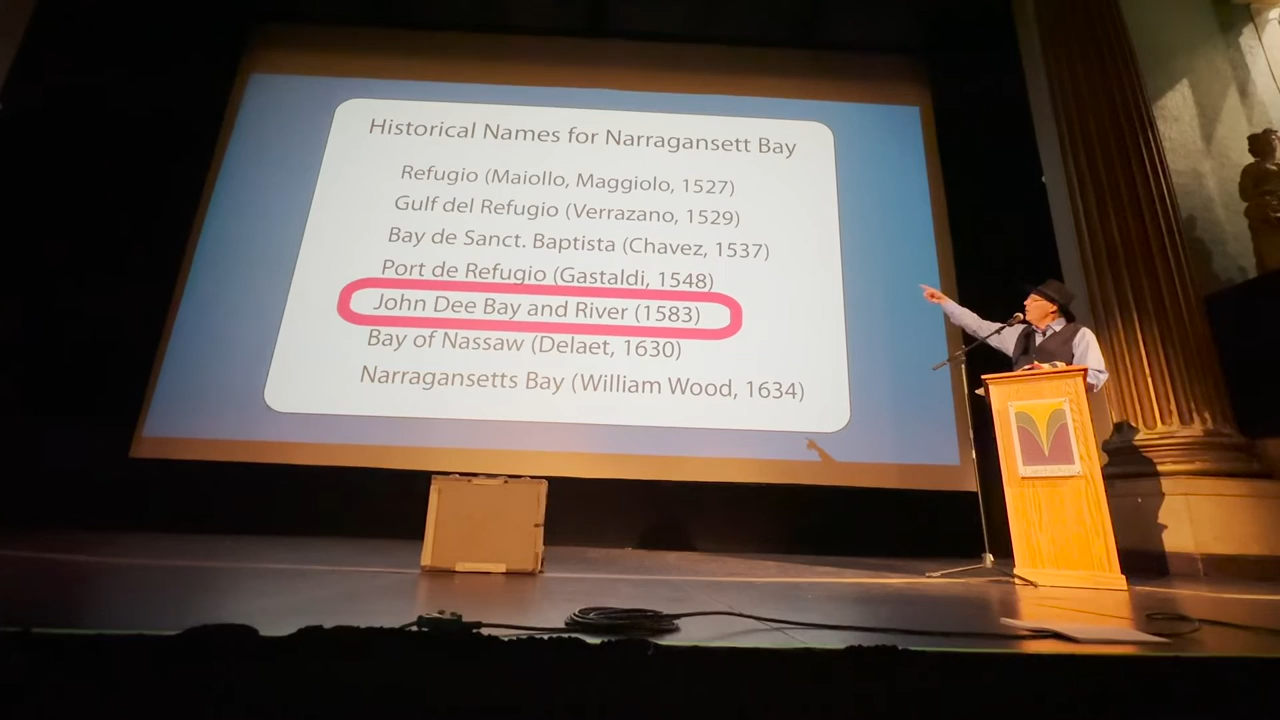 Historical Names for Narragansett Bay
Refugio (Maiollo, Maggiolo, 1527)
Gulf del Refugio (Verrazano, 1529)
Bay de Sanct. Baptista (Chavez, 1537)
Port de Refugio (Gastaldi, 1548)
John Dee Bay and River (1583)
Bay of Nassaw (Delaet, 1630)
Narragansetts Bay (William Wood, 1634)